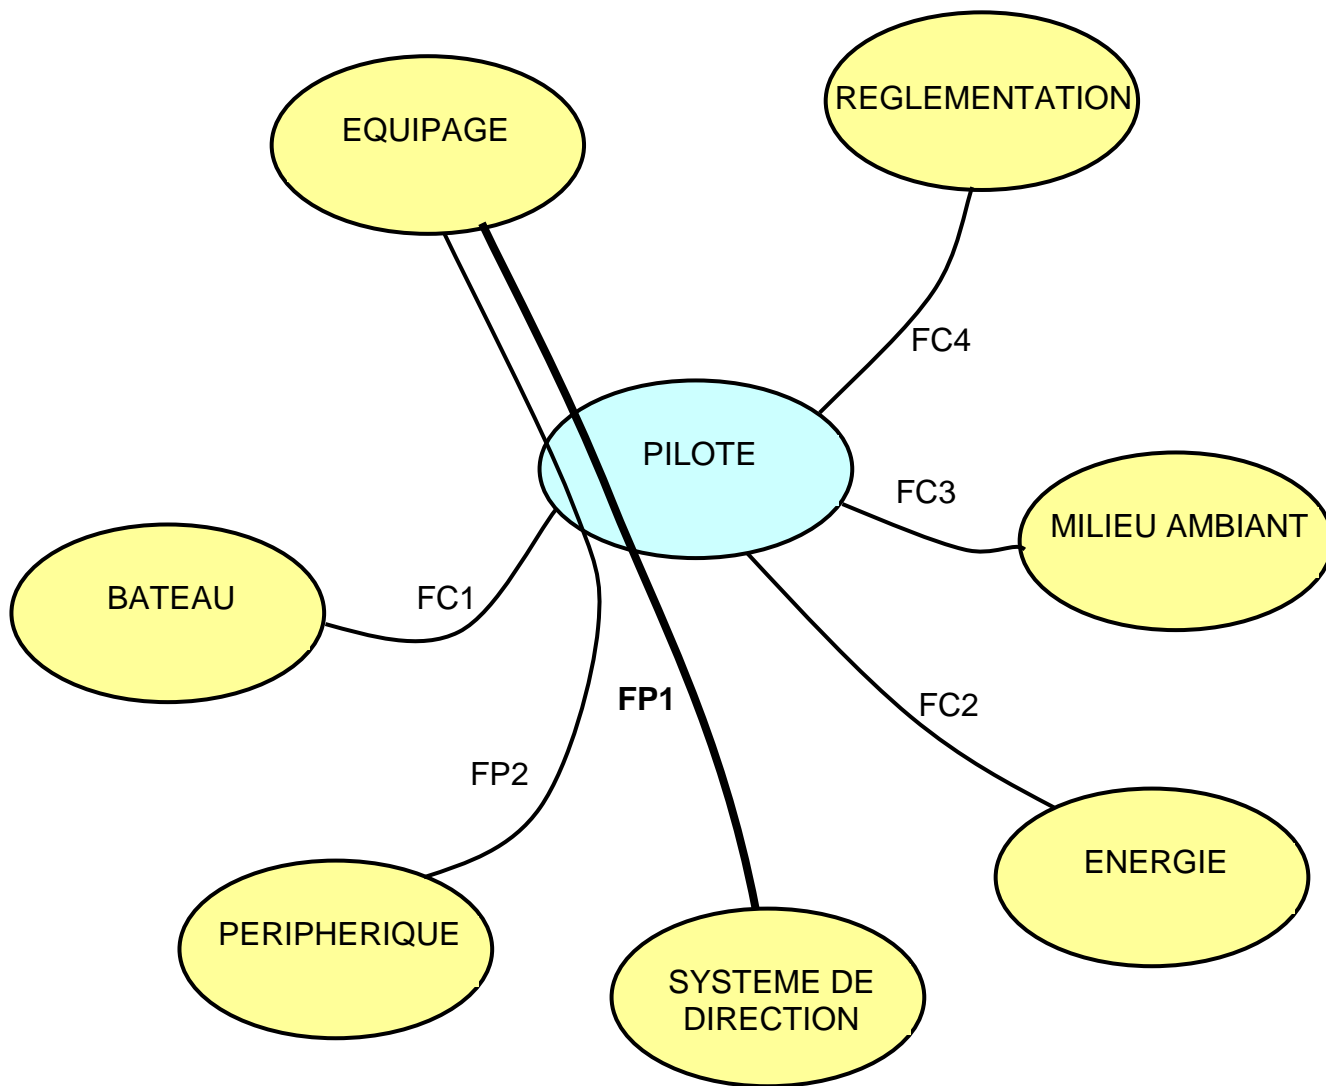 REGLEMENTATION
EQUIPAGE
FC4
PILOTE
FC3
MILIEU AMBIANT
BATEAU
FC1
FP1
FC2
FP2
ENERGIE
PERIPHERIQUE
SYSTEME DE
DIRECTION